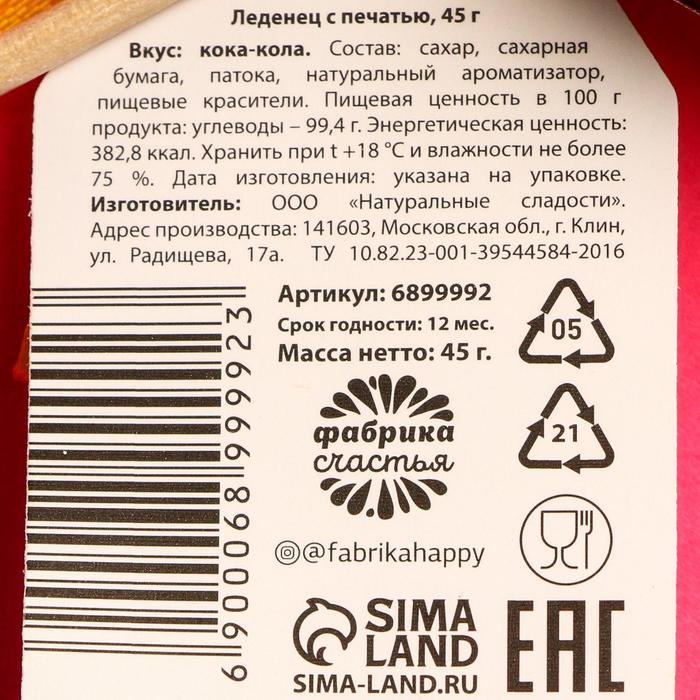 Леденец с печатью, 45 г
Вкус: кока-кола. Состав: сахар, сахарная
бумага, патока, натуральный ароматизатор,
пищевые красители. Пищевая ценность в 100 г
продукта: углеводы – 99,4 г. Энергетическая ценность:
382,8 ккал. Хранить при t +18 °C и влажности не более
75 %. Дата изготовления: указана на упаковке.
Изготовитель: ООО «Натуральные сладости».
Адрес производства: 141603, Московская обл., г. Клин,
ул. Радищева, 17а. ТУ 10.82.23-001-39544584-2016
Артикул: 6899992
Срок годности: 12 мес.
Масса нетто: 45 г.
05
21
фабрика
счастья
@fabrikahappy
SIMA
LAND
SIMA-LAND.RU
EAC
6900068999923